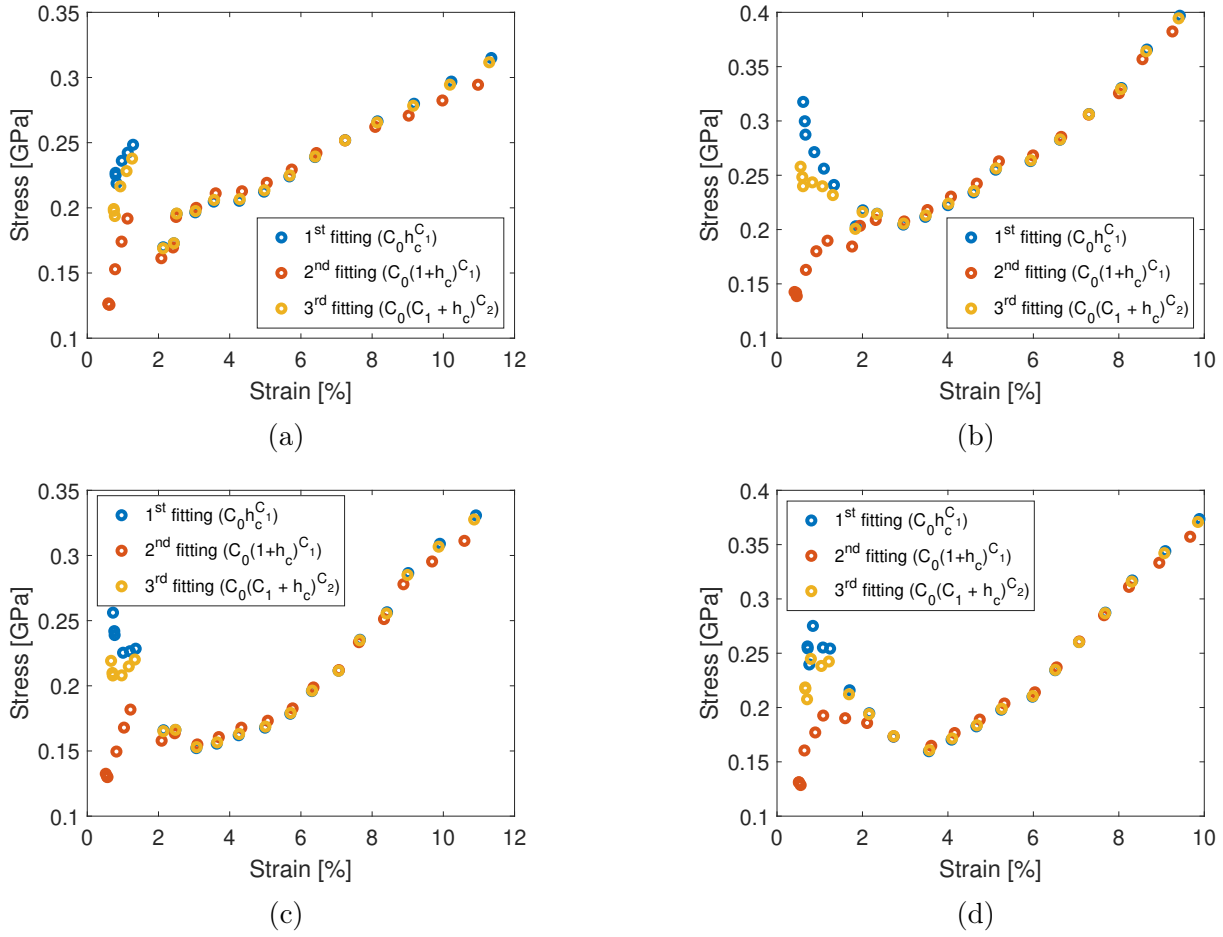 0.35
0.3
0.25
0.2
0.15
0.1
Stress [GPa]
0 2 4 6 8 10 12
Strain [%]
1st fitting (C0hcC1)
2nd fitting (C0(1+hc)C1)
3rd fitting (C0(C1 + hc)C2)
(a)
0.4
0.35
0.3
0.25
0.2
0.15
0.1
Stress [GPa]
0 2 4 6 8 10
Strain [%]
1st fitting (C0hcC1)
2nd fitting (C0(1+hc)C1)
3rd fitting (C0(C1 + hc)C2)
(b)
0.35
0.3
0.25
0.2
0.15
0.1
Stress [GPa]
0 2 4 6 8 10 12
Strain [%]
1st fitting (C0hcC1)
2nd fitting (C0(1+hc)C1)
3rd fitting (C0(C1 + hc)C2)
(c)
0.4
0.35
0.3
0.25
0.2
0.15
0.1
Stress [GPa]
0 2 4 6 8 10
Strain [%]
1st fitting (C0hcC1)
2nd fitting (C0(1+hc)C1)
3rd fitting (C0(C1 + hc)C2)
(d)